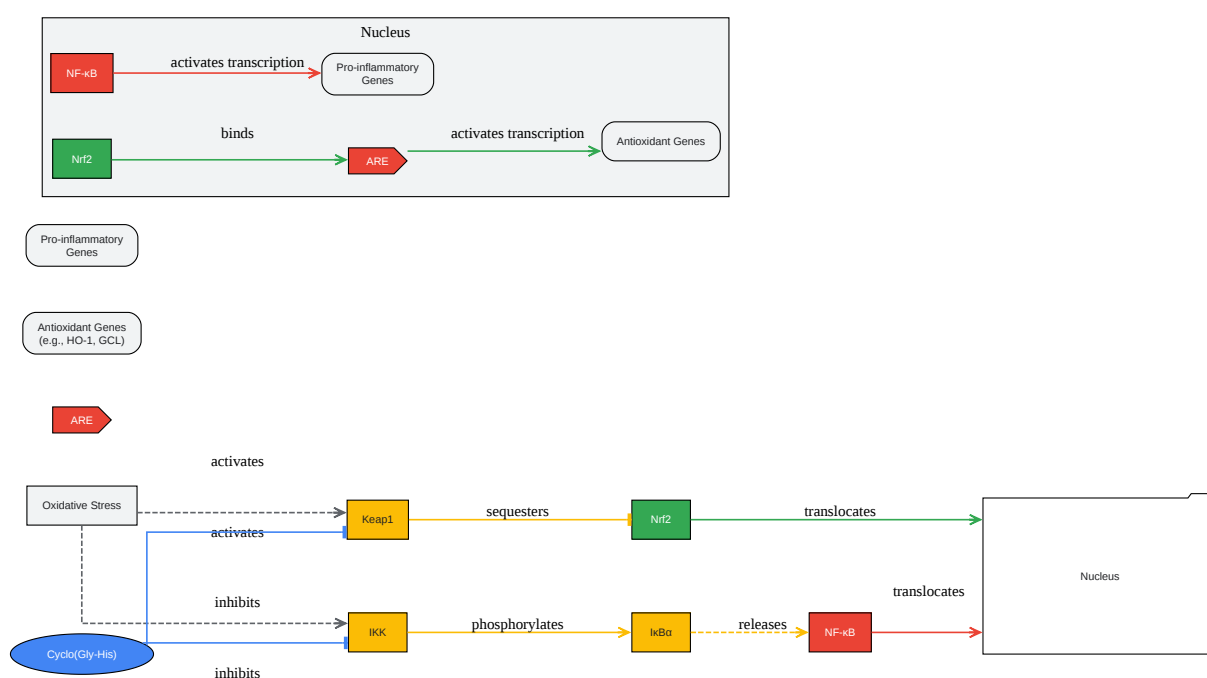 Nucleus
NF-κB
activates transcription
Pro-inflammatory
Genes
Nrf2
binds
ARE
activates transcription
Antioxidant Genes
Pro-inflammatory
Genes
Antioxidant Genes
(e.g., HO-1, GCL)
ARE
activates
Oxidative Stress
Keap1
sequesters
Nrf2
translocates
activates
Nucleus
translocates
inhibits
IKK
phosphorylates
IκBα
releases
NF-κB
Cyclo(Gly-His)
inhibits